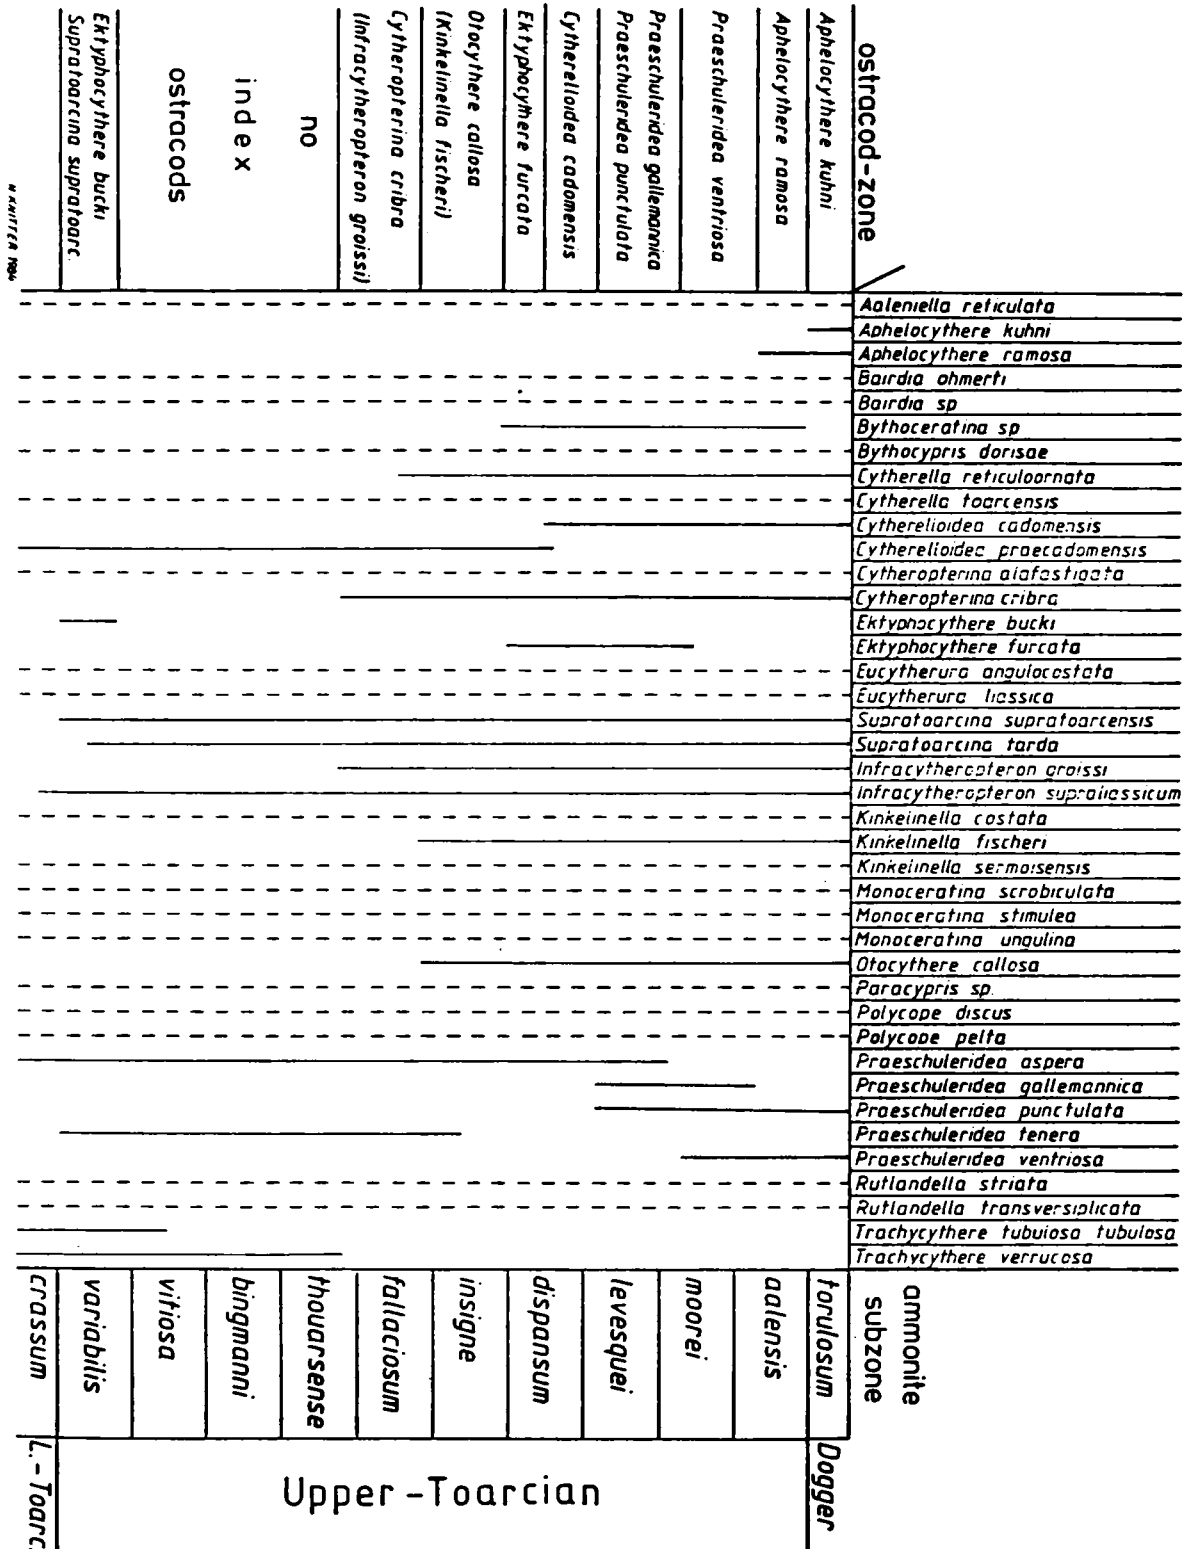 ostracod-zone
Aphelocythere kuhni
Aphelocythere ramosa
Praeschuleridea ventriosa
Praeschuleridea gallemannica
Praeschuleridea punctulata
Cytherelloidea cadomensis
Ektyphocythere furcata
Otocythere callosa
(Kinkelinella fischeri)
Cytheropterina cribra
(Infracytheropteron groissi)
no
index
ostracods
Ektyphocythere bucki
Supratoarcina supratoarc.
W KNITTER 1984
Aaleniella reticulata
Aphelocythere kuhni
Aphelocythere ramosa
Bairdia ohmerti
Bairdia sp
Bythoceratina sp
Bythocypris dorisae
Cytherella reticuloornata
Cytherella toarcensis
Cytherelloidea cadomensis
Cytherelloidea praecadomensis
Cytheropterina alafastigata
Cytheropterina cribra
Ektyphocythere bucki
Ektyphocythere furcata
Eucytherura angulocostata
Eucytherura liassica
Supratoarcina supratoarcensis
Supratoarcina tarda
Infracytheropteron groissi
Infracytheropteron supraliassicum
Kinkelinella costata
Kinkelinella fischeri
Kinkelinella sermoisensis
Monoceratina scrobiculata
Monoceratina stimulea
Monoceratina ungulina
Otocythere callosa
Paracypris sp.
Polycope discus
Polycope pelta
Praeschuleridea aspera
Praeschuleridea gallemannica
Praeschuleridea punctulata
Praeschuleridea tenera
Praeschuleridea ventriosa
Rutlandella striata
Rutlandella transversiplicata
Trachycythere tubulosa tubulosa
Trachycythere verrucosa
ammonite
subzone
torulosum
aalensis
moorei
levesquei
dispansum
insigne
fallaciosum
thouarsense
bingmanni
vitiosa
variabilis
crassum
Dogger
Upper-Toarcian
L.-Toarc.